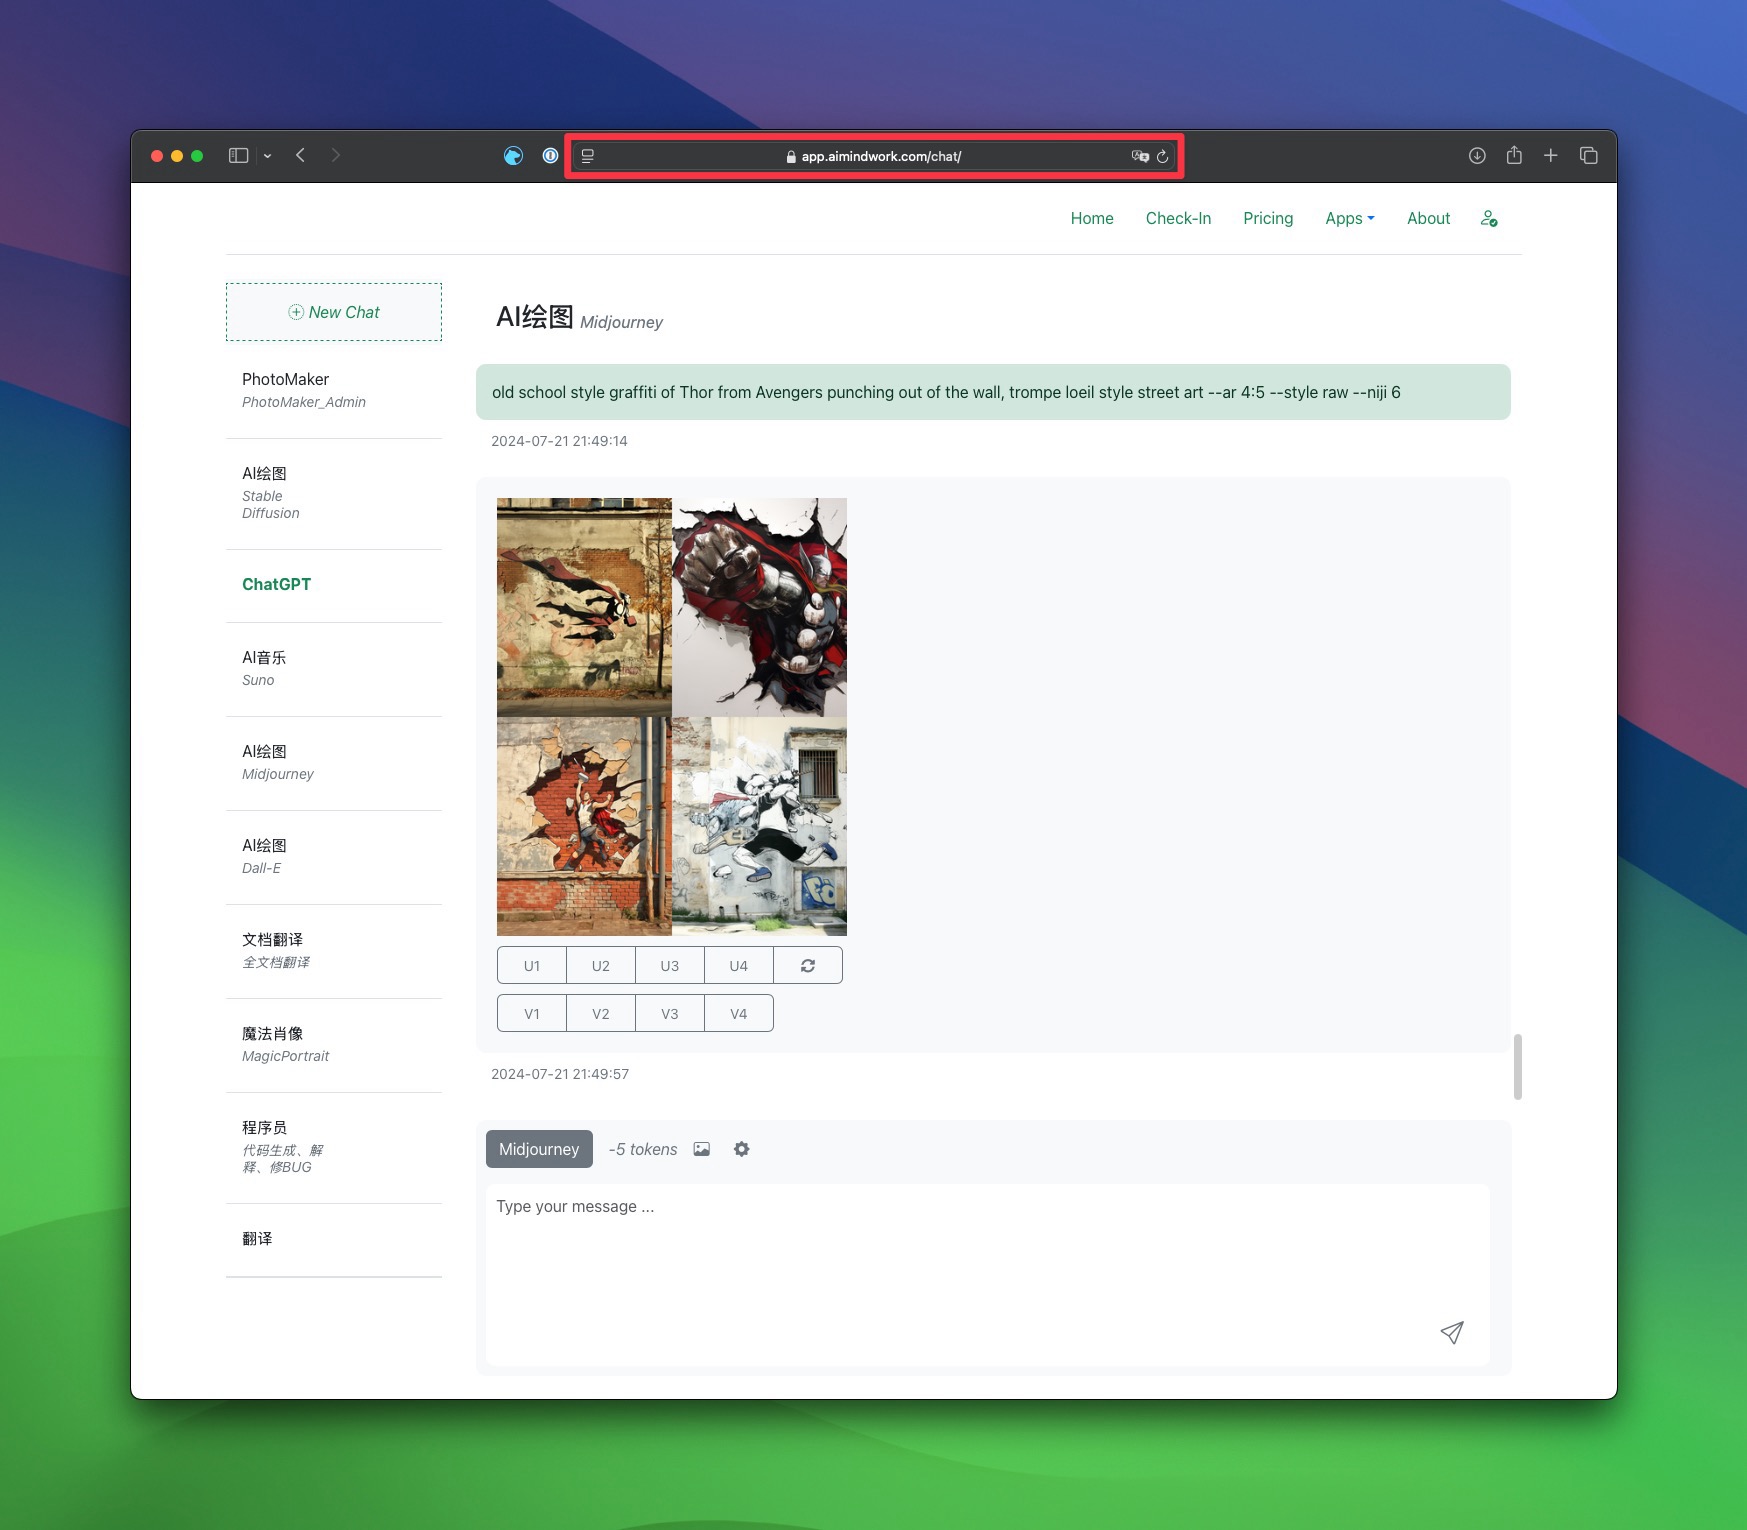 app.aimindwork.com/chat/
Home Check-In Pricing Apps About
New Chat
PhotoMaker
PhotoMaker_Admin
AI绘图
Stable
Diffusion
ChatGPT
AI音乐
Suno
AI绘图
Midjourney
AI绘图
Dall-E
文档翻译
全文档翻译
魔法肖像
MagicPortrait
程序员
代码生成、解
释、修BUG
翻译
AI绘图 Midjourney
old school style graffiti of Thor from Avengers punching out of the wall, trompe loeil style street art --ar 4:5 --style raw --niji 6
2024-07-21 21:49:14
U1 U2 U3 U4
V1 V2 V3 V4
2024-07-21 21:49:57
Midjourney -5 tokens
Type your message ...